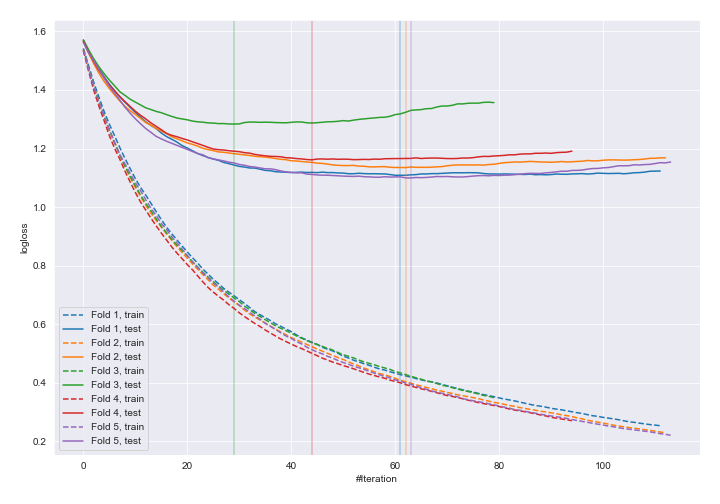 1.6
1.4
1.2
1.0
0.8
0.6
0.4
0.2
logloss
0 20 40 60 80 100
#Iteration
Fold 1, train
Fold 1, test
Fold 2, train
Fold 2, test
Fold 3, train
Fold 3, test
Fold 4, train
Fold 4, test
Fold 5, train
Fold 5, test